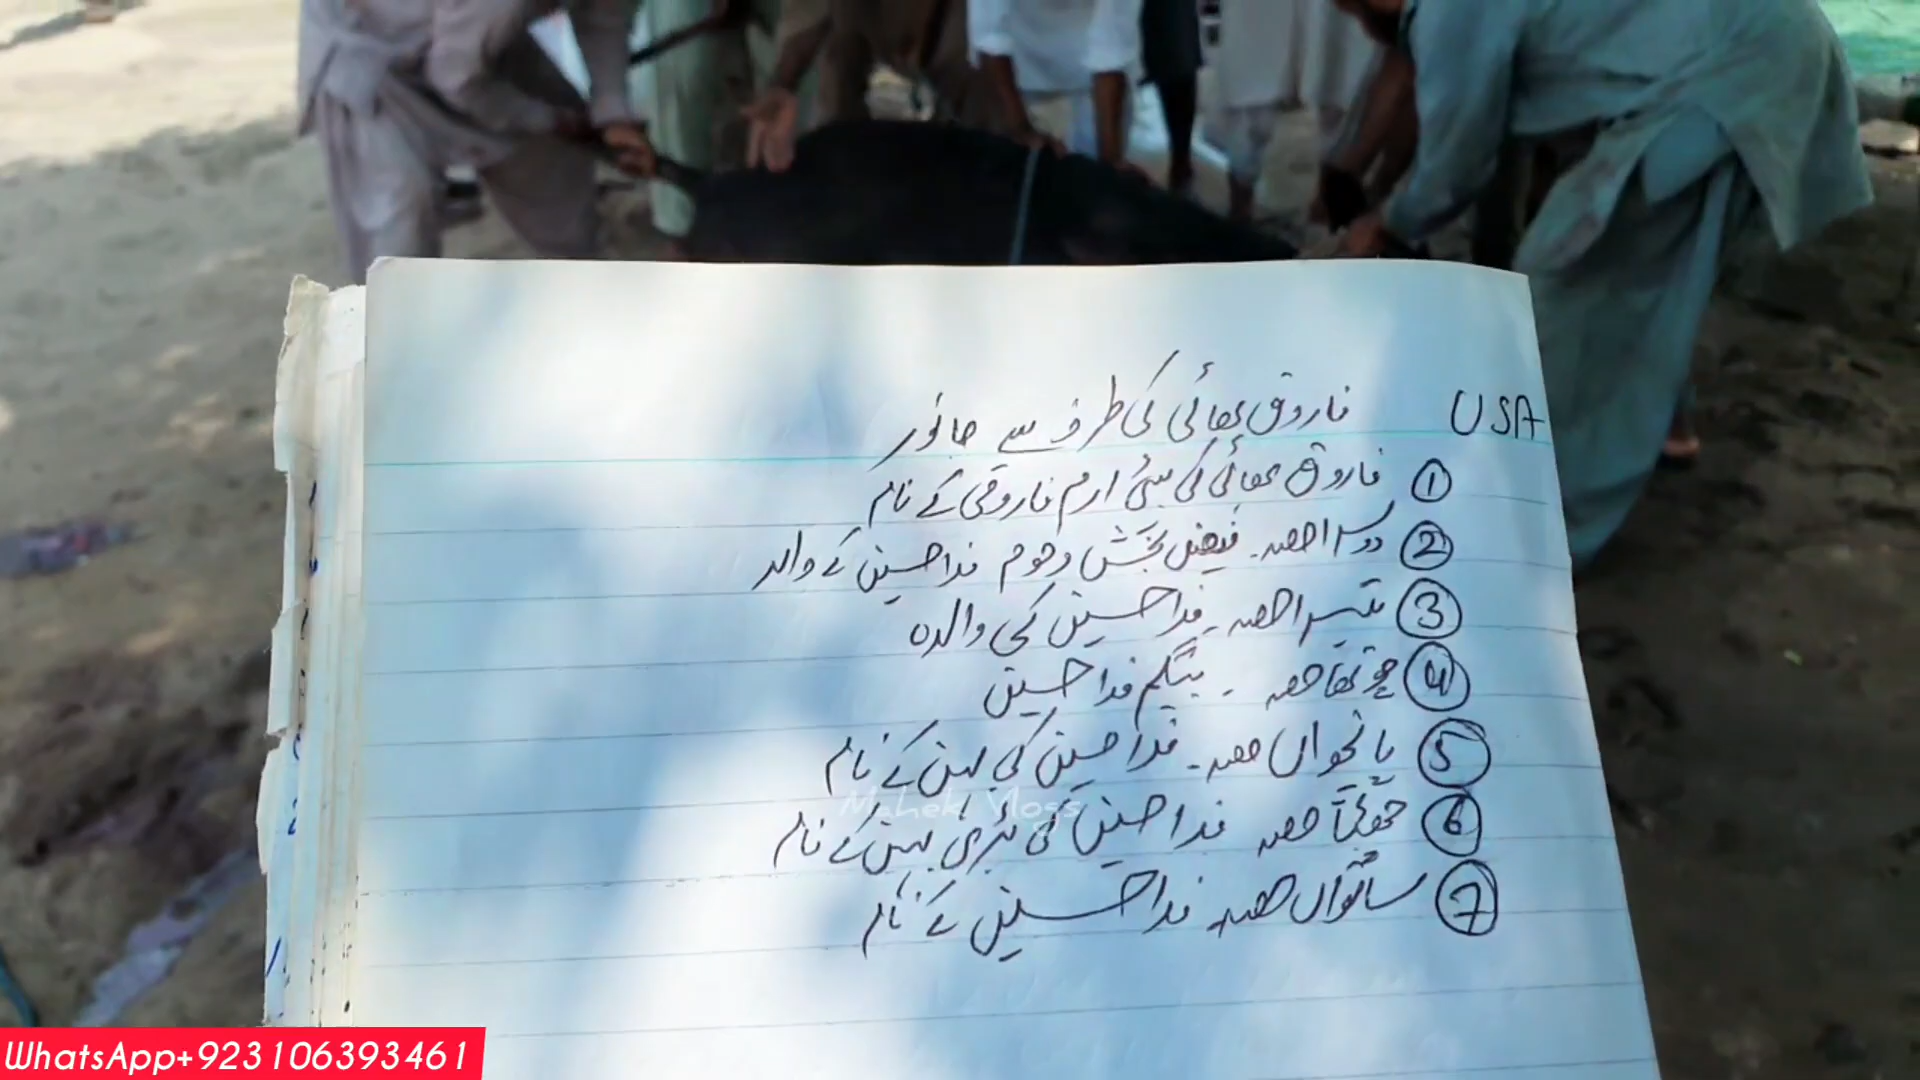 USA فاروق بھائی کی طرف سے جانور
① فاروق بھائی کی بیٹی ارم فاروقی کے نام
② دوسرا حصہ۔ فیض بخش مرحوم فدا حسین کے والد
③ تیسرا حصہ۔ فدا حسین کی والدہ
④ چوتھا حصہ۔ بیگم فدا حسین
⑤ پانچواں حصہ۔ فدا حسین کی بہن کے نام
Mahek Vlogs
⑥ چھٹا حصہ فدا حسین کی بڑی بہن کے نام
⑦ ساتواں حصہ فدا حسین کے نام
WhatsApp+923106393461